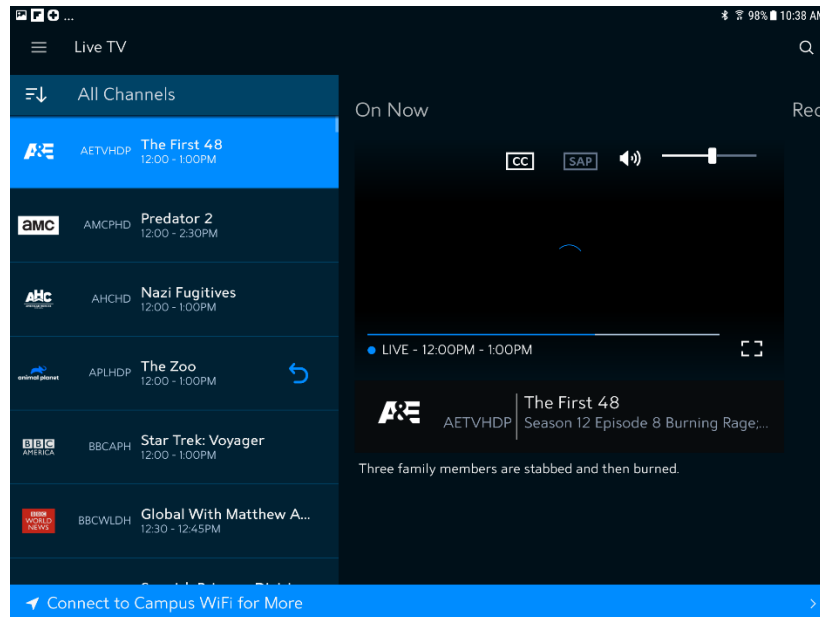 98% 10:38 AM
Live TV
All Channels
A&E AETVHDP The First 48
12:00 - 1:00PM
amc AMCPHD Predator 2
12:00 - 2:30PM
AHC AHCHD Nazi Fugitives
12:00 - 1:00PM
animal planet APLHDP The Zoo
12:00 - 1:00PM
BBC AMERICA BBCAPH Star Trek: Voyager
12:00 - 1:00PM
BBC WORLD NEWS BBCWLDH Global With Matthew A...
12:30 - 12:45PM
On Now
Rec
CC SAP
LIVE - 12:00PM - 1:00PM
A&E AETVHDP The First 48
Season 12 Episode 8 Burning Rage;...
Three family members are stabbed and then burned.
Connect to Campus WiFi for More